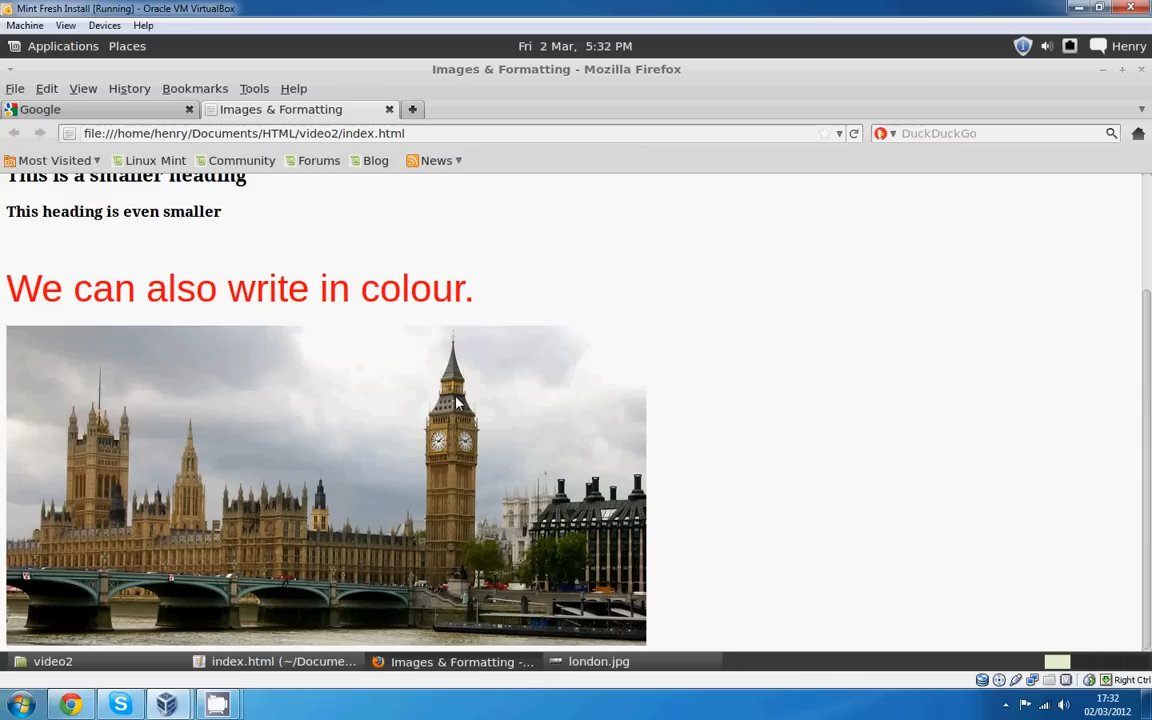 Mint Fresh Install [Running] - Oracle VM VirtualBox
Machine View Devices Help
Applications Places Fri 2 Mar, 5:32 PM Henry
Images & Formatting - Mozilla Firefox
File Edit View History Bookmarks Tools Help
Google Images & Formatting
file:///home/henry/Documents/HTML/video2/index.html DuckDuckGo
Most Visited Linux Mint Community Forums Blog News
This is a smaller heading
This heading is even smaller
We can also write in colour.
video2 index.html (~/Docume... Images & Formatting -... london.jpg
Right Ctrl
17:32
02/03/2012